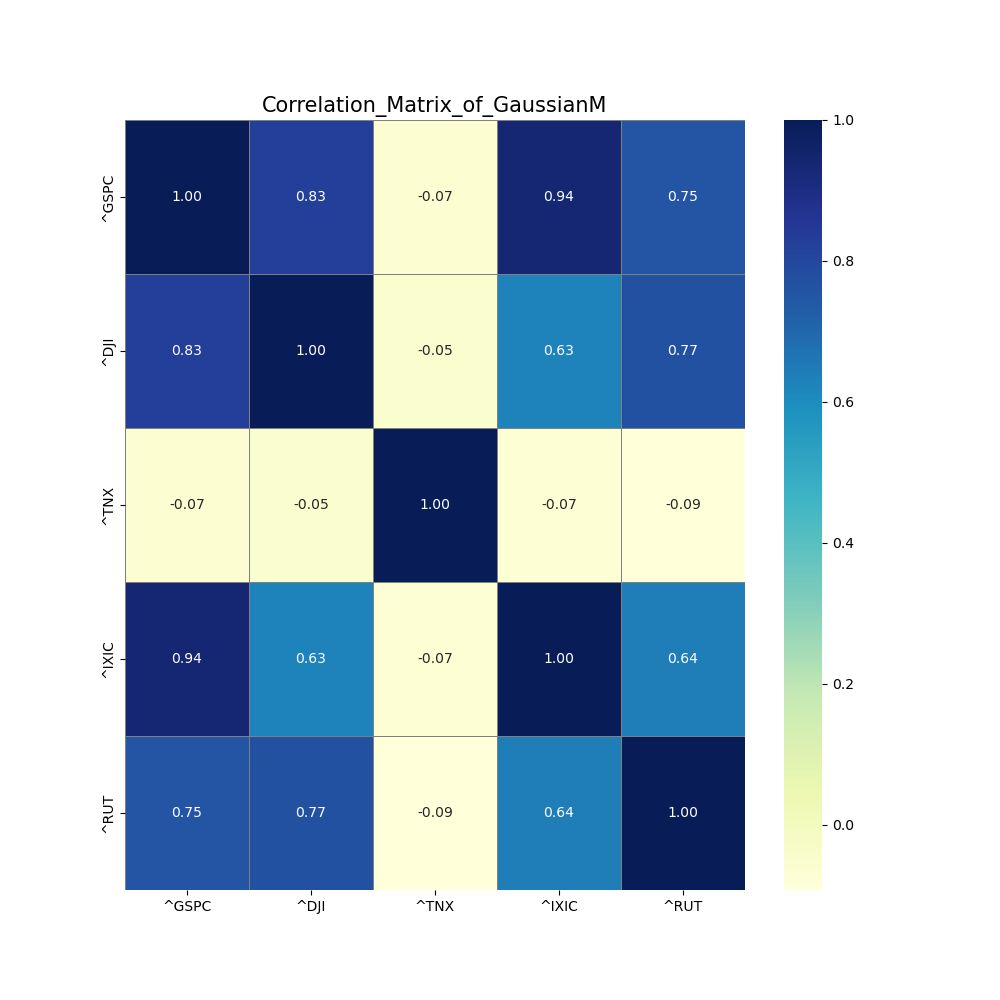 Correlation_Matrix_of_GaussianM
^GSPC 1.00 0.83 -0.07 0.94 0.75
^DJI 0.83 1.00 -0.05 0.63 0.77
^TNX -0.07 -0.05 1.00 -0.07 -0.09
^IXIC 0.94 0.63 -0.07 1.00 0.64
^RUT 0.75 0.77 -0.09 0.64 1.00
^GSPC ^DJI ^TNX ^IXIC ^RUT
1.0
0.8
0.6
0.4
0.2
0.0